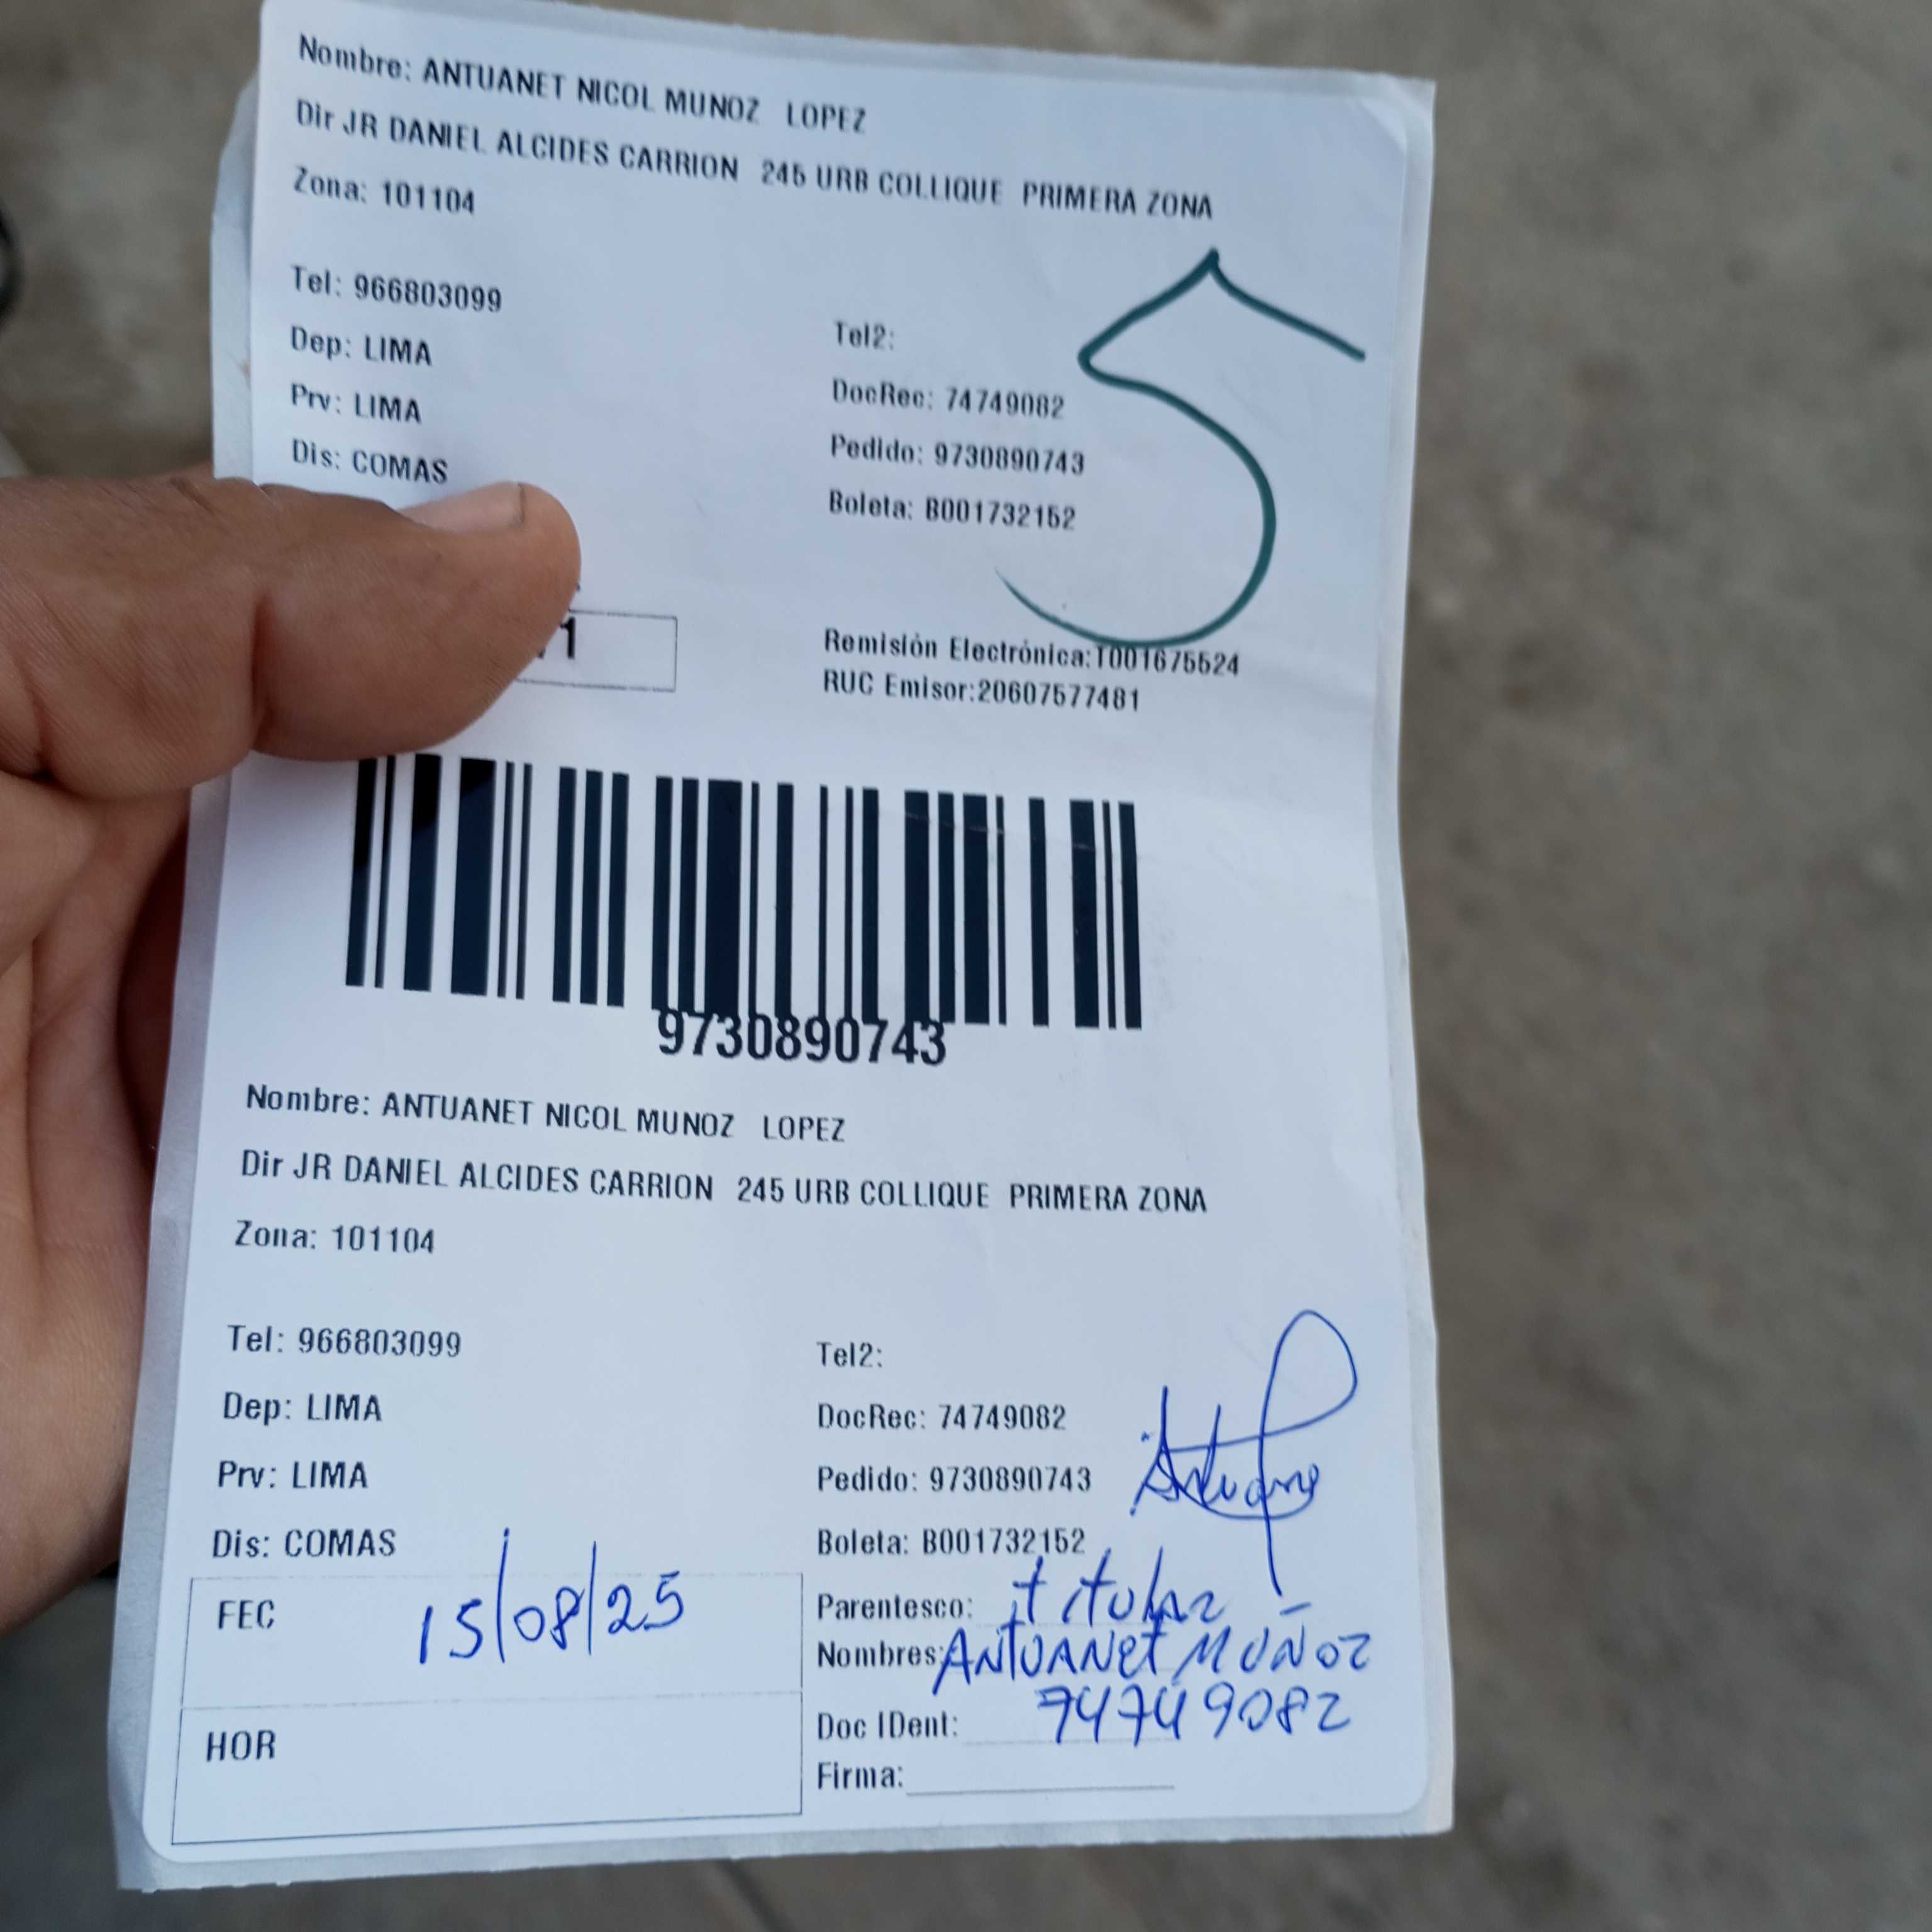 Nombre: ANTUANET NICOL MUNOZ LOPEZ
Dir JR DANIEL ALCIDES CARRION 245 URB COLLIQUE PRIMERA ZONA
Zona: 101104
5
Tel: 966803099
Tel2:
Dep: LIMA
DocRec: 74749082
Prv: LIMA
Pedido: 9730890743
Dis: COMAS
Boleta: B001732152
1
Remisión Electrónica:T001675524
RUC Emisor:20607577481
9730890743
Nombre: ANTUANET NICOL MUNOZ LOPEZ
Dir JR DANIEL ALCIDES CARRION 245 URB COLLIQUE PRIMERA ZONA
Zona: 101104
Tel: 966803099
Tel2:
Dep: LIMA
DocRec: 74749082
Prv: LIMA
Pedido: 9730890743
Dis: COMAS
Boleta: B001732152
FEC 15/08/25
Parentesco: titular
Nombres: ANTUANET MUÑOZ
Doc IDent: 74749082
HOR
Firma: